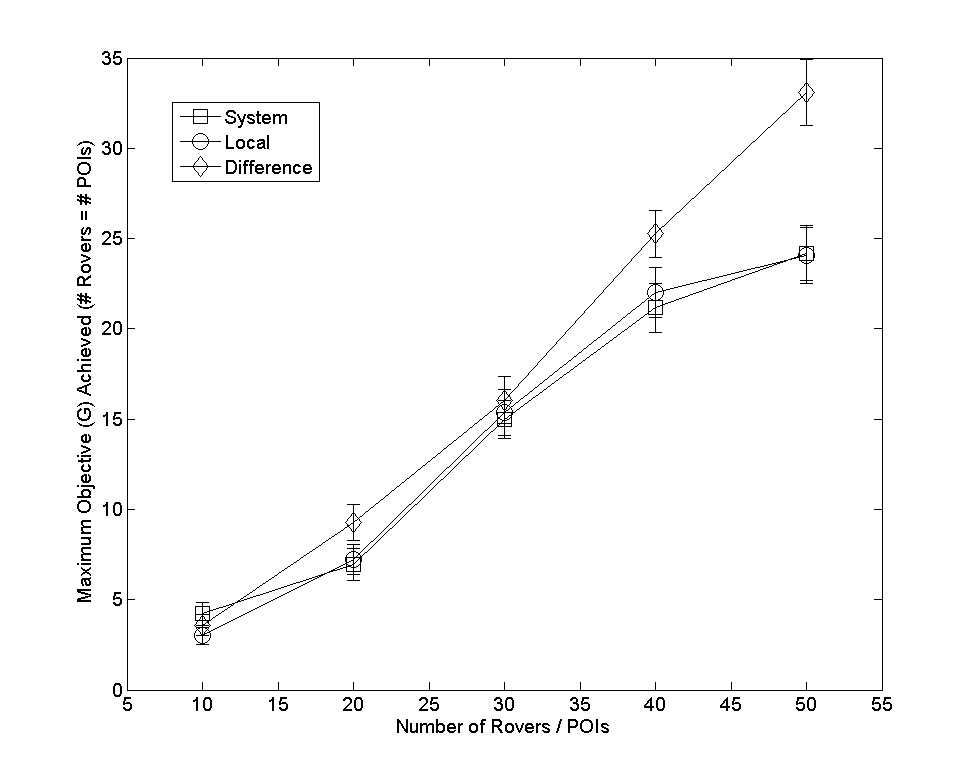 Maximum Objective (G) Achieved (# Rovers = # POIs)
35
30
25
20
15
10
5
0
System
Local
Difference
5 10 15 20 25 30 35 40 45 50 55
Number of Rovers / POIs